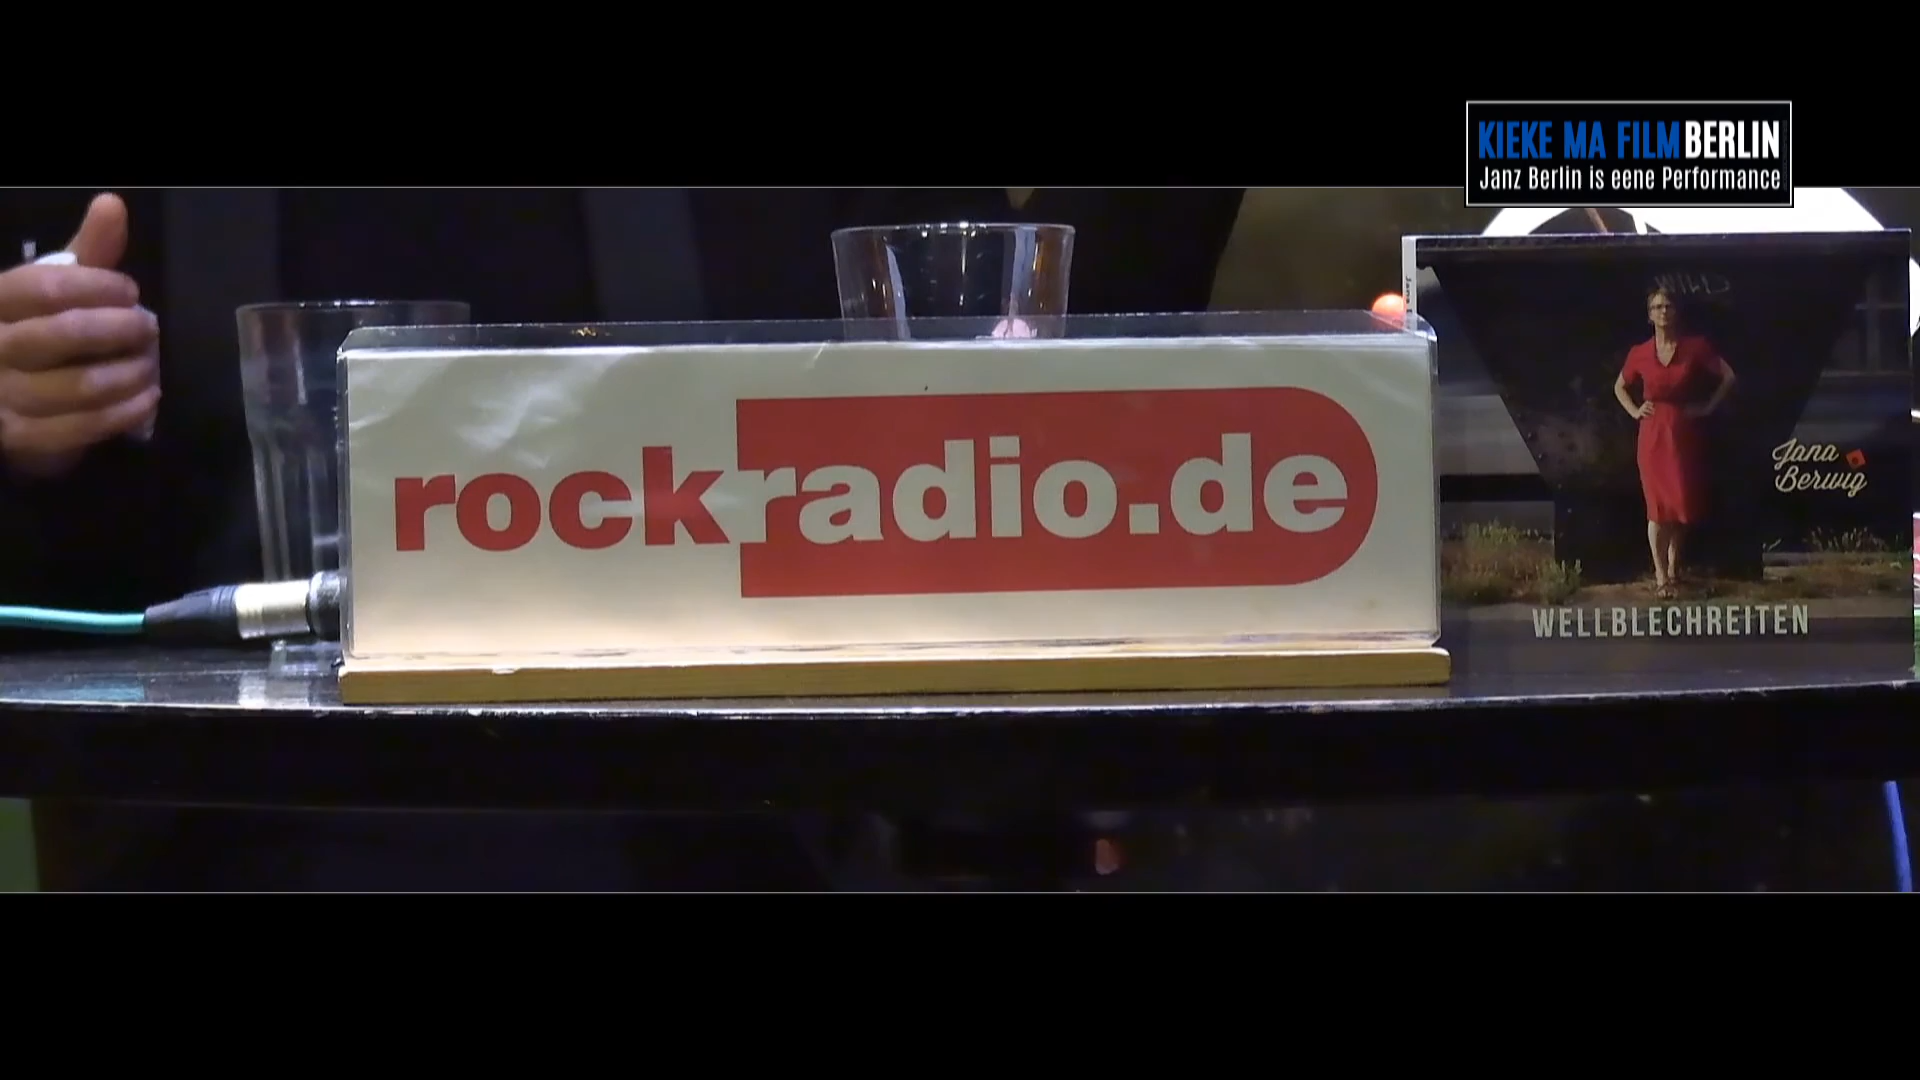 KIEKE MA FILM BERLIN
Janz Berlin is eene Performance
rockradio.de
Jana
Berwig
WELLBLECHREITEN